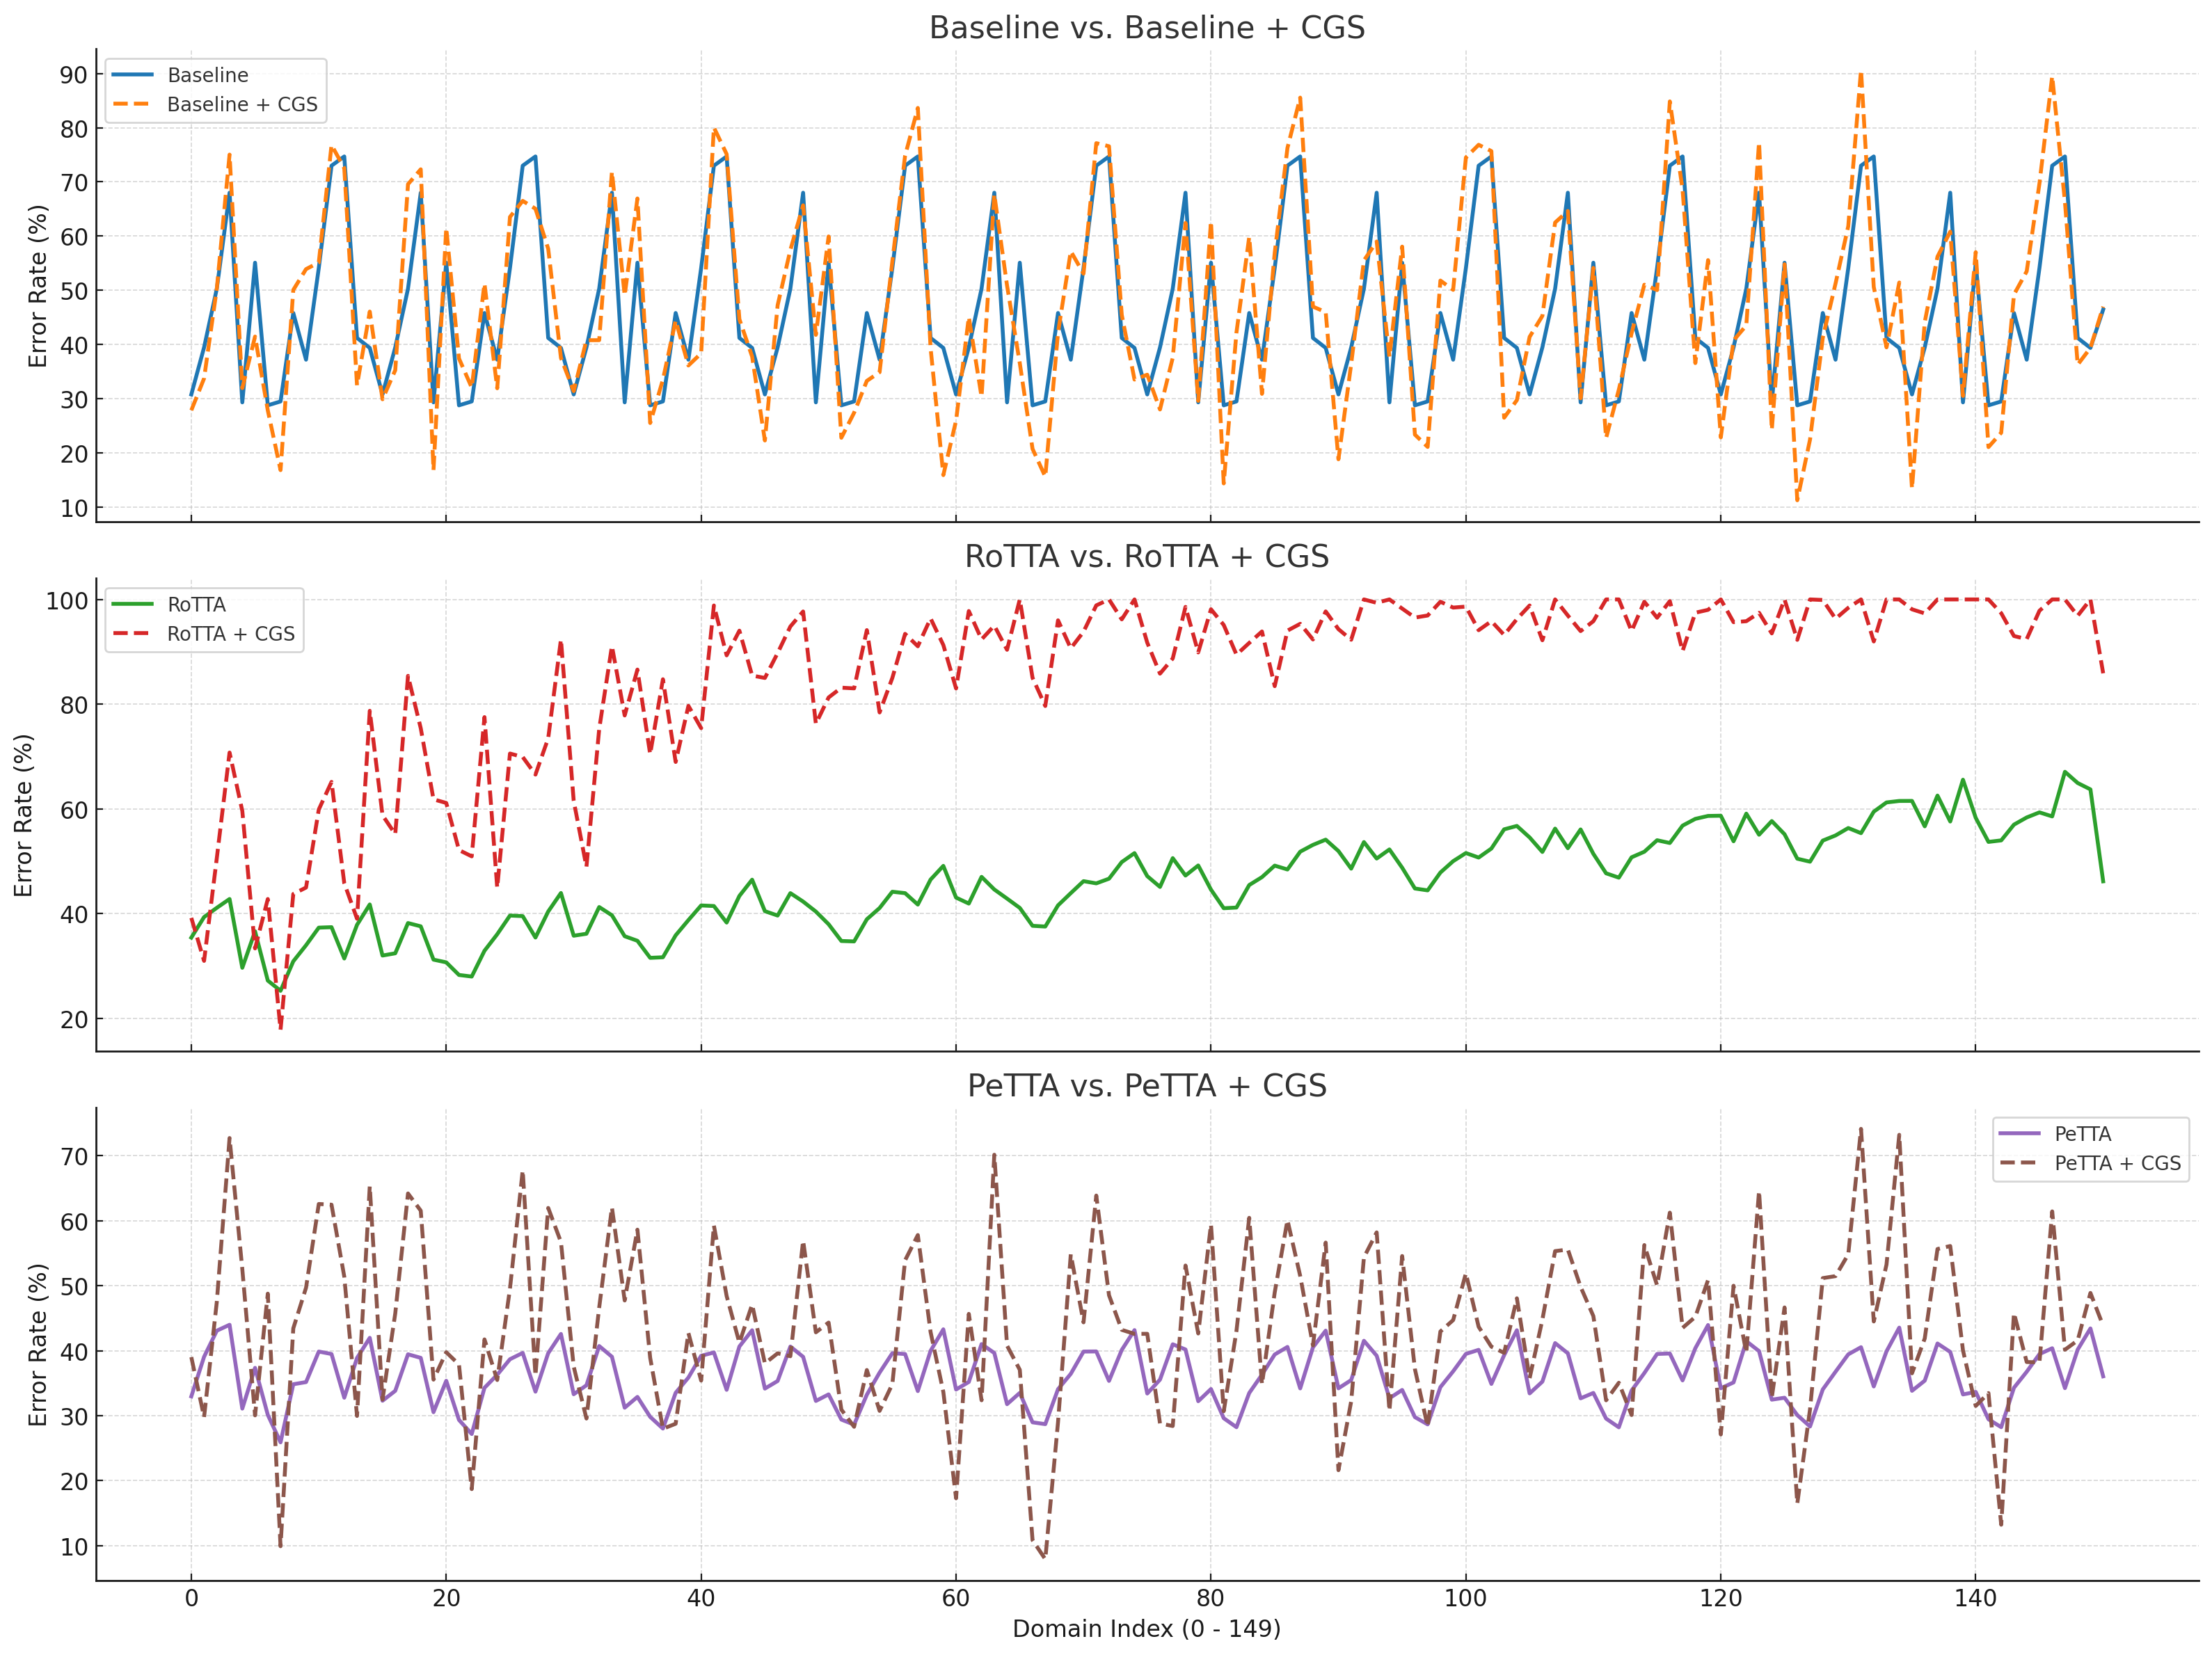 Baseline vs. Baseline + CGS
Baseline
Baseline + CGS
Error Rate (%)
90
80
70
60
50
40
30
20
10
RoTTA vs. RoTTA + CGS
RoTTA
RoTTA + CGS
Error Rate (%)
100
80
60
40
20
PeTTA vs. PeTTA + CGS
PeTTA
PeTTA + CGS
Error Rate (%)
70
60
50
40
30
20
10
0 20 40 60 80 100 120 140
Domain Index (0 - 149)